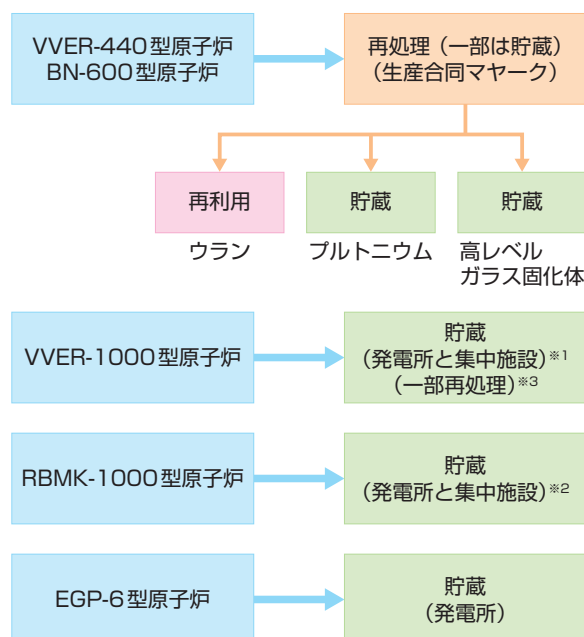 VVER-440型原子炉
BN-600型原子炉
再処理（一部は貯蔵）
（生産合同マヤーク）
再利用
貯蔵
貯蔵
ウラン
プルトニウム
高レベル
ガラス固化体
VVER-1000型原子炉
貯蔵
（発電所と集中施設）※1
（一部再処理）※3
RBMK-1000型原子炉
貯蔵
（発電所と集中施設）※2
EGP-6型原子炉
貯蔵
（発電所）